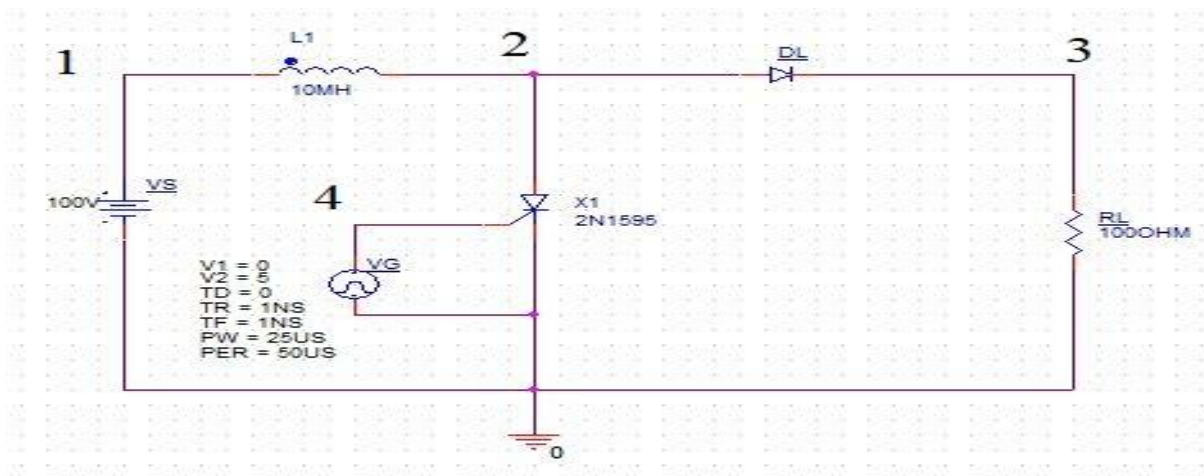 1
L1
10MH
2
DL
3
100V
VS
4
X1
2N1595
VG
V1 = 0
V2 = 5
TD = 0
TR = 1NS
TF = 1NS
PW = 25US
PER = 50US
RL
100OHM
0